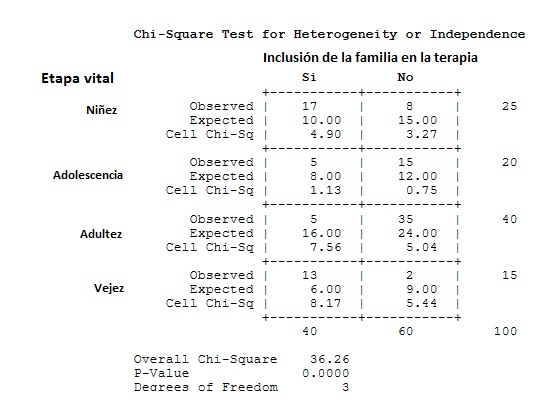 Chi-Square Test for Heterogeneity or Independence
Inclusión de la familia en la terapia
Etapa vital Si No
Niñez
Observed 17 8 25
Expected 10.00 15.00
Cell Chi-Sq 4.90 3.27
Adolescencia
Observed 5 15 20
Expected 8.00 12.00
Cell Chi-Sq 1.13 0.75
Adultez
Observed 5 35 40
Expected 16.00 24.00
Cell Chi-Sq 7.56 5.04
Vejez
Observed 13 2 15
Expected 6.00 9.00
Cell Chi-Sq 8.17 5.44
40 60 100
Overall Chi-Square 36.26
P-Value 0.0000
Degrees of Freedom 3